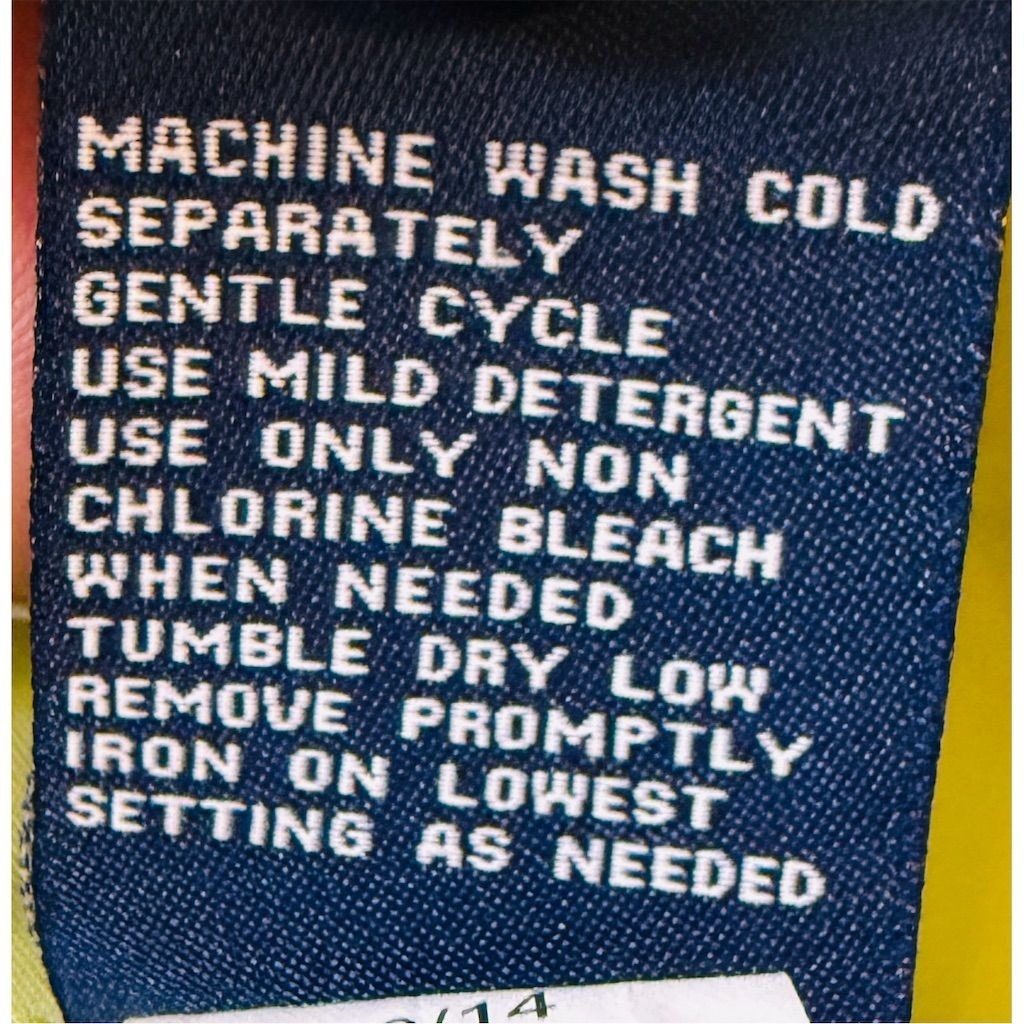 MACHINE WASH COLD
SEPARATELY
GENTLE CYCLE
USE MILD DETERGENT
USE ONLY NON
CHLORINE BLEACH
WHEN NEEDED
TUMBLE DRY LOW
REMOVE PROMPTLY
IRON ON LOWEST
SETTING AS NEEDED